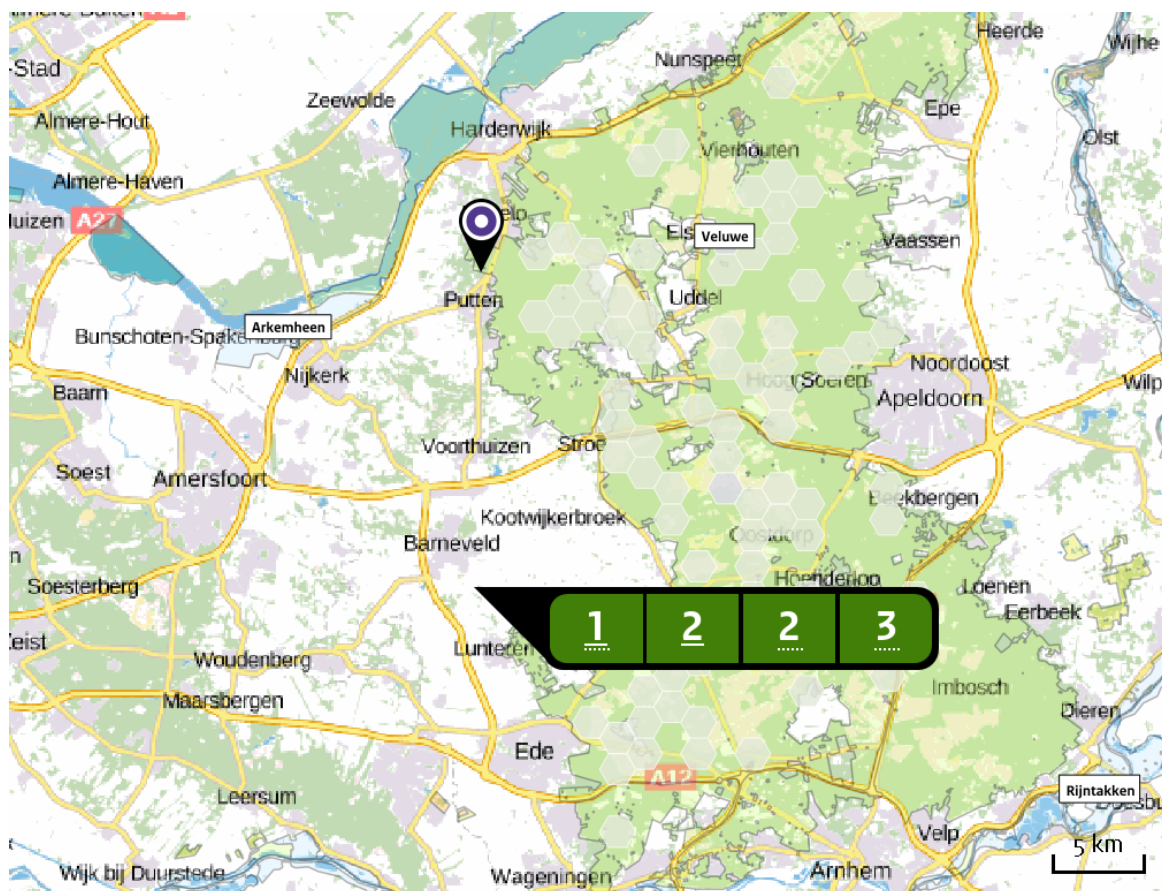 Heerde
Wijhe
Nunspeet
-Stad
Zeewolde
Epe
Almere-Hout
Harderwijk
Olst
Vierhouten
Almere-Haven
Huizen
A27
Veluwe
Vaassen
Putten
Uddel
Arkemheen
Bunschoten-Spakenburg
Nijkerk
Noordoost
Hoog Soeren
Baarn
Wilp
Apeldoorn
Voorthuizen
Stroe
Soest
Amersfoort
Beekbergen
Kootwijkerbroek
Oostdorp
Barneveld
Soesterberg
Hoenderloo
Loenen
Eerbeek
1 2 2 3
Zeist
Lunteren
Woudenberg
Imbosch
Maarsbergen
Dieren
Ede
A12
Leersum
Rijntakken
Velp
5 km
Wijk bij Duurstede
Wageningen
Arnhem